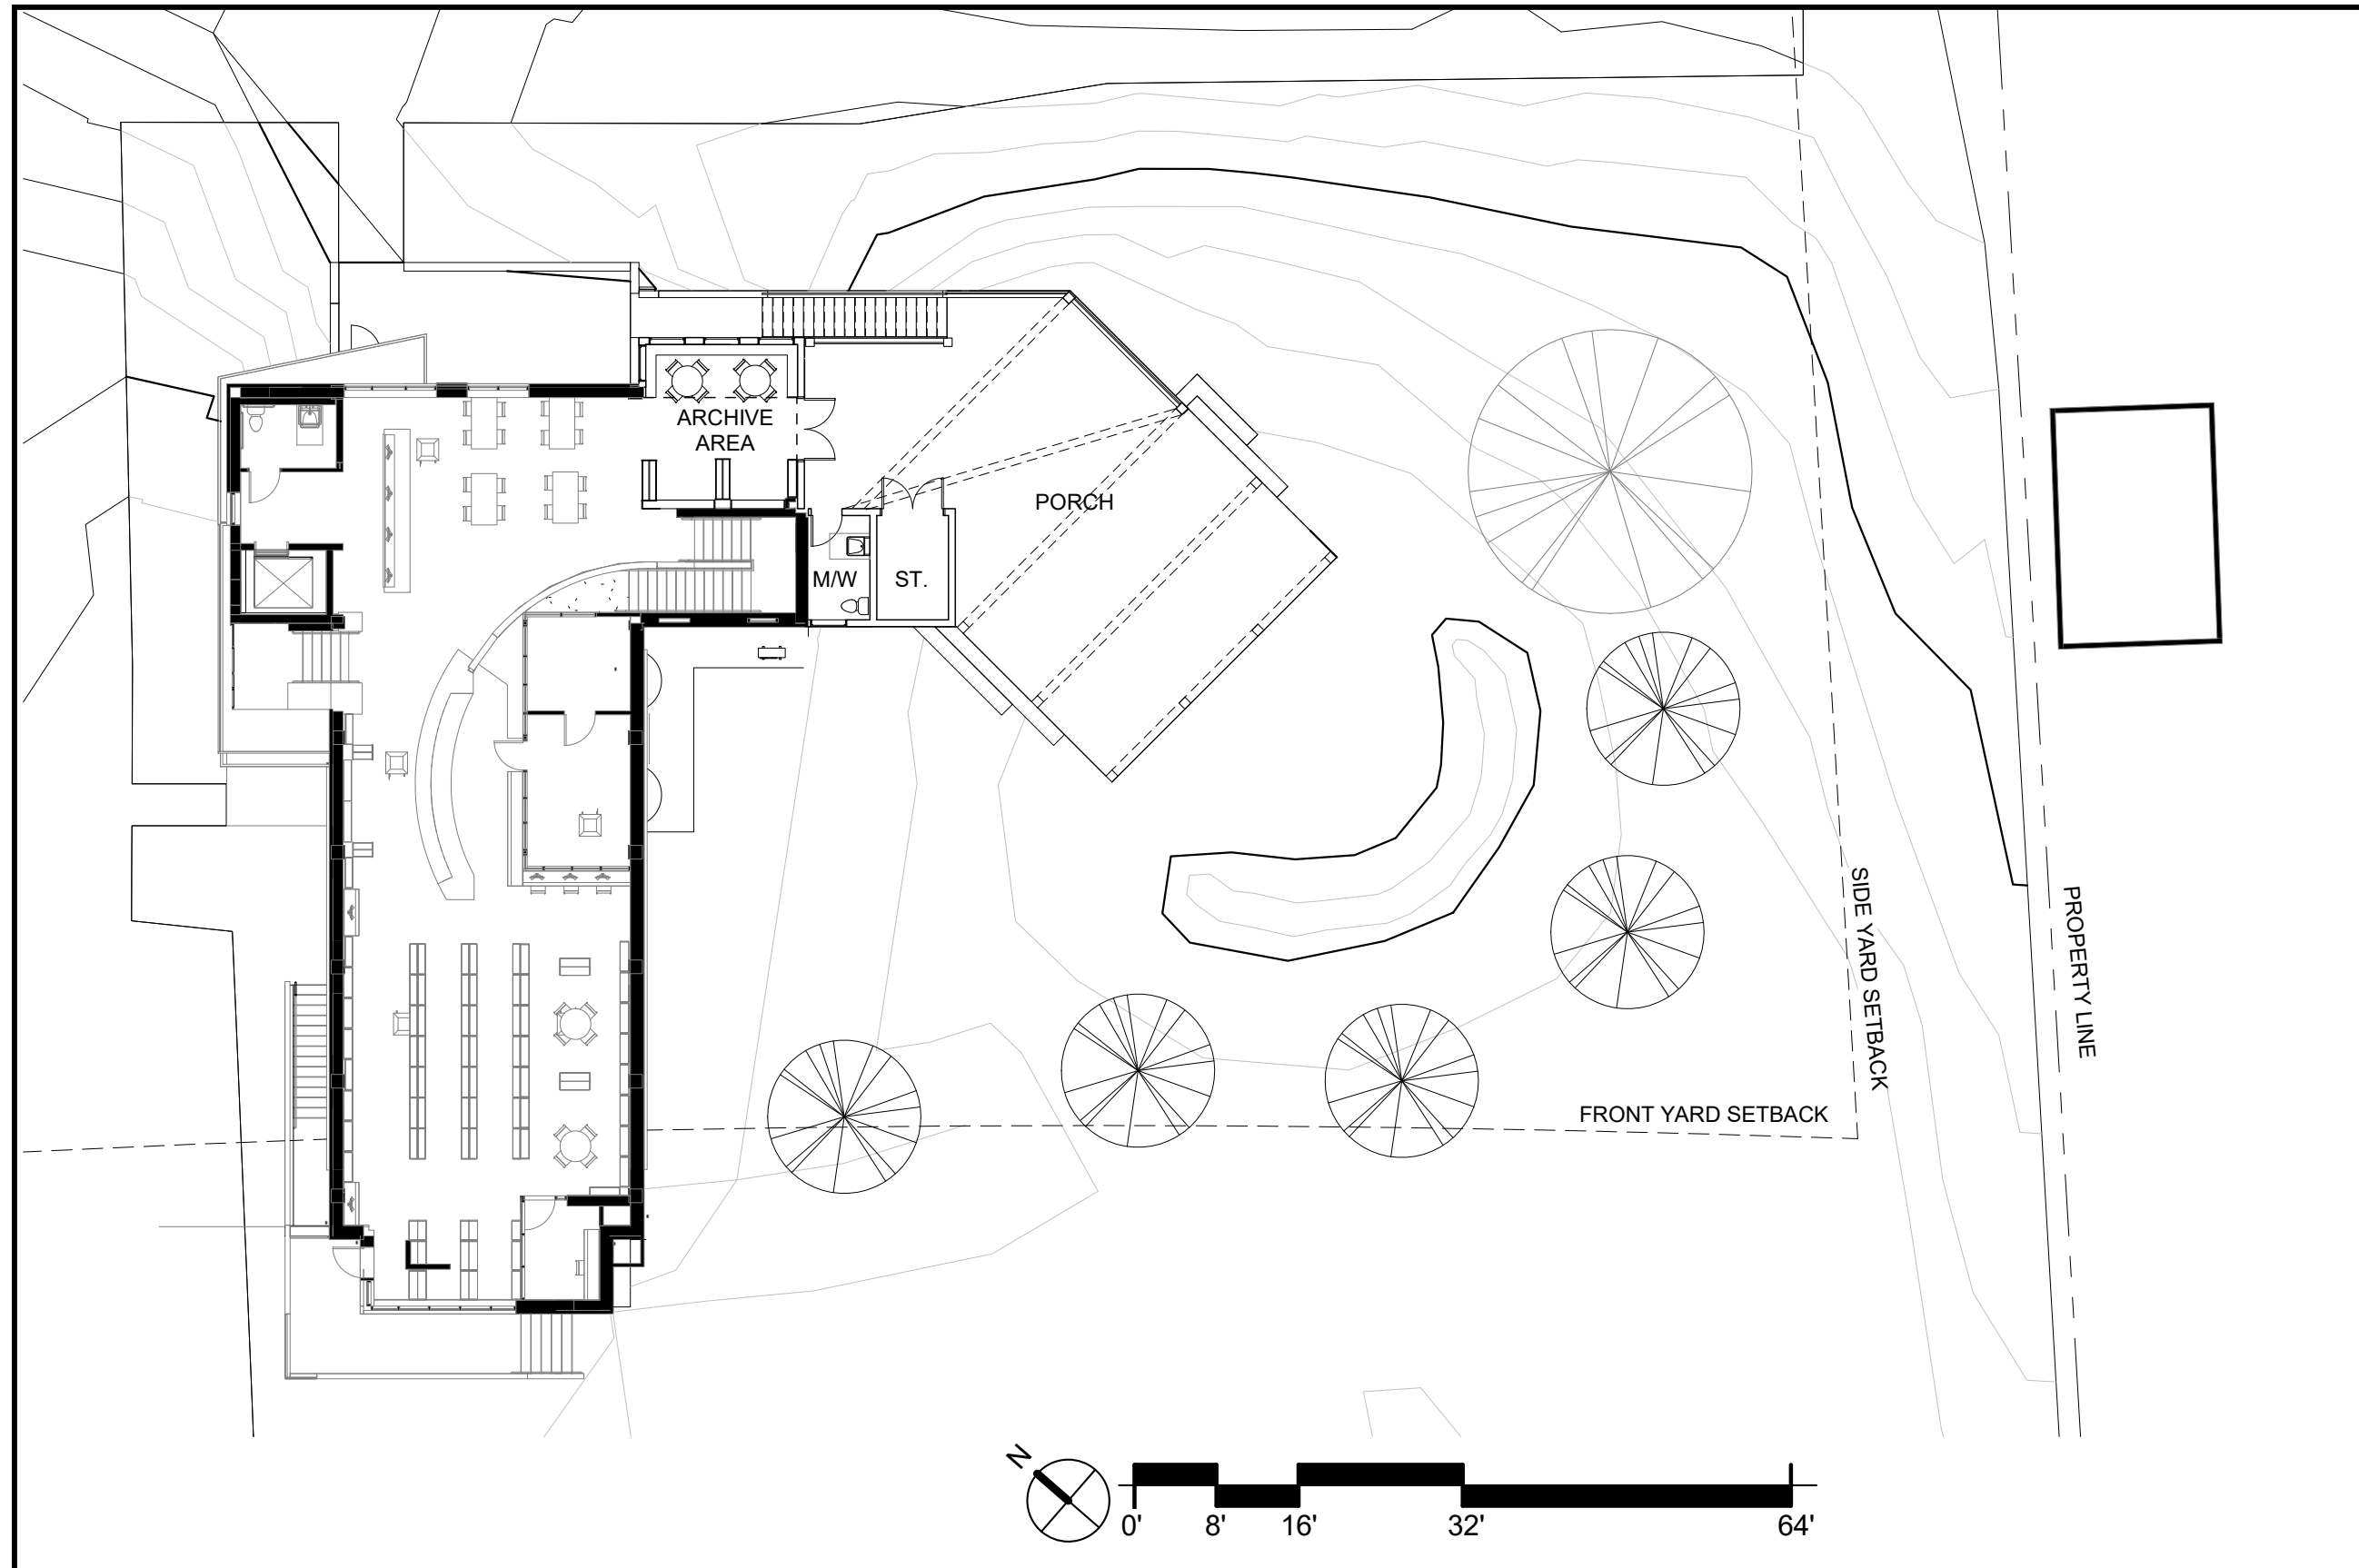 ARCHIVE
AREA
PORCH
M/W
ST.
SIDE YARD SETBACK
PROPERTY LINE
FRONT YARD SETBACK
N
0' 8' 16' 32' 64'